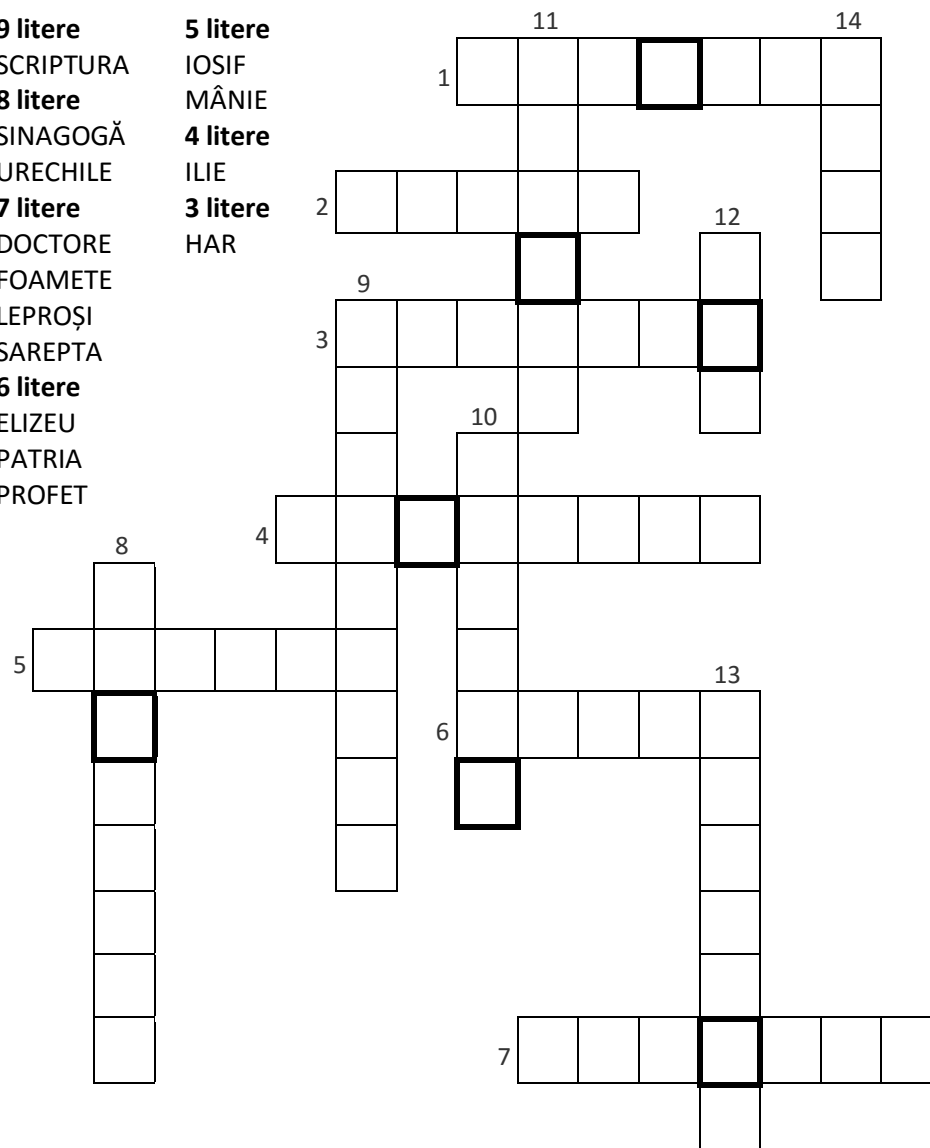 9 litere
SCRIPTURA
8 litere
SINAGOGĂ
URECHILE
7 litere
DOCTORE
FOAMETE
LEPROȘI
SAREPTA
6 litere
ELIZEU
PATRIA
PROFET
5 litere
IOSIF
MÂNIE
4 litere
ILIE
3 litere
HAR
11
14
1
2
12
9
3
10
4
8
5
13
6
7